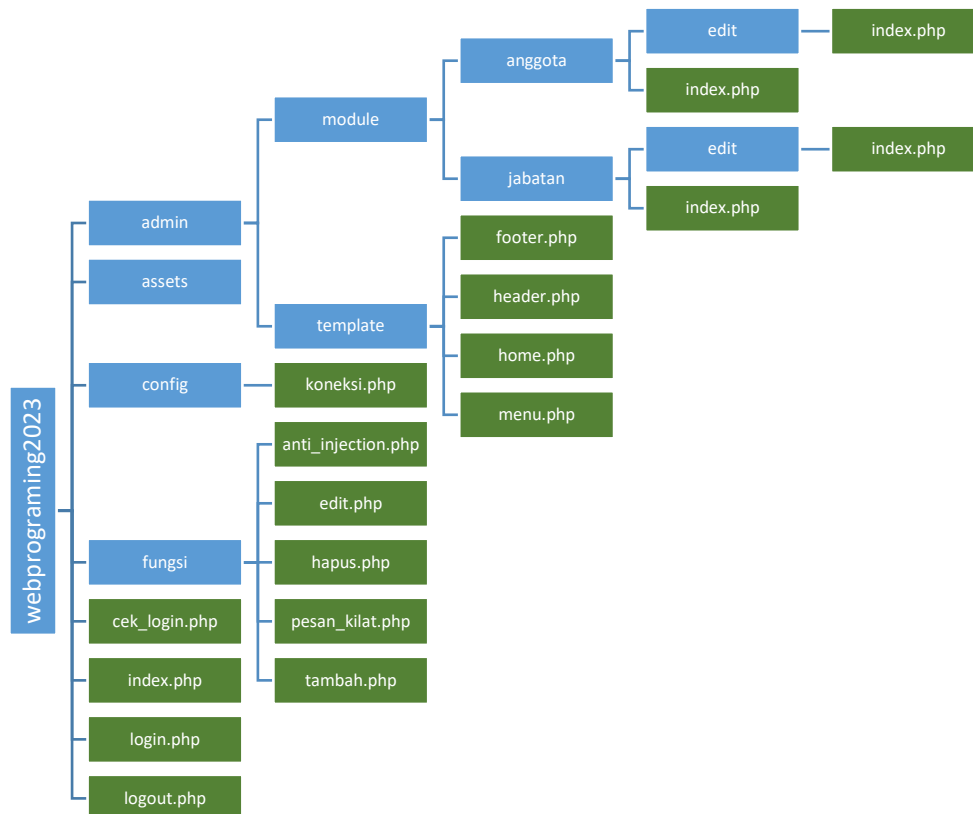 webprograming2023
admin
module
anggota
edit
index.php
index.php
jabatan
edit
index.php
index.php
template
footer.php
header.php
home.php
menu.php
assets
config
koneksi.php
fungsi
anti_injection.php
edit.php
hapus.php
pesan_kilat.php
tambah.php
cek_login.php
index.php
login.php
logout.php